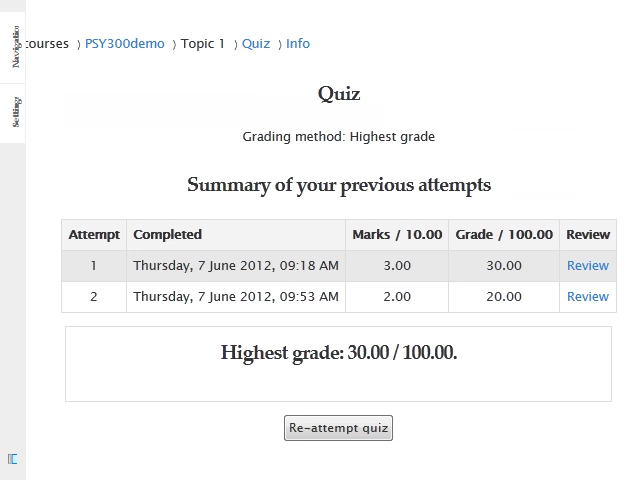 courses 〉 PSY300demo 〉 Topic 1 〉 Quiz 〉 Info
Navigation
Settings
Quiz
Grading method: Highest grade
Summary of your previous attempts
Attempt Completed Marks / 10.00 Grade / 100.00 Review
1 Thursday, 7 June 2012, 09:18 AM 3.00 30.00 Review
2 Thursday, 7 June 2012, 09:53 AM 2.00 20.00 Review
Highest grade: 30.00 / 100.00.
Re-attempt quiz